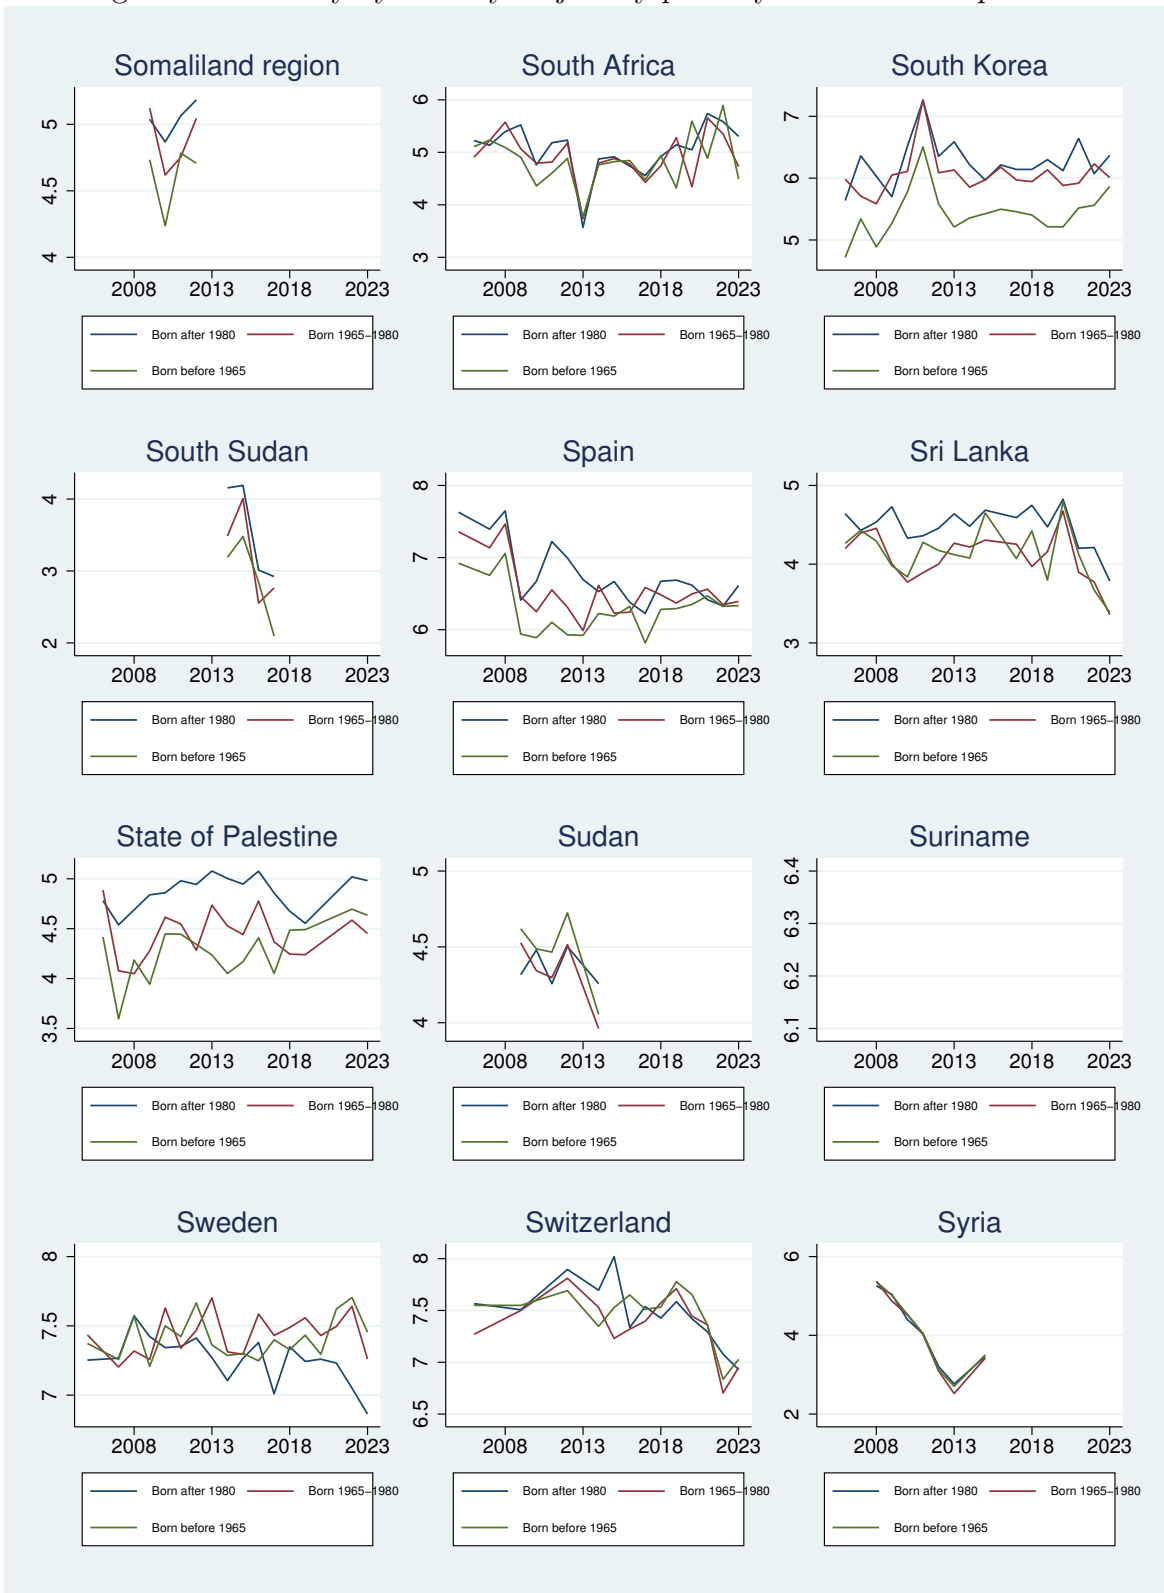 Somaliland region
South Africa
South Korea
5
4.5
4
2008 2013 2018 2023
6
5
4
3
2008 2013 2018 2023
7
6
5
2008 2013 2018 2023
Born after 1980 Born 1965–1980
Born before 1965
Born after 1980 Born 1965–1980
Born before 1965
Born after 1980 Born 1965–1980
Born before 1965
South Sudan
Spain
Sri Lanka
4
3
2
2008 2013 2018 2023
8
7
6
2008 2013 2018 2023
5
4
3
2008 2013 2018 2023
Born after 1980 Born 1965–1980
Born before 1965
Born after 1980 Born 1965–1980
Born before 1965
Born after 1980 Born 1965–1980
Born before 1965
State of Palestine
Sudan
Suriname
5
4.5
4
3.5
2008 2013 2018 2023
5
4.5
4
2008 2013 2018 2023
6.4
6.3
6.2
6.1
2008 2013 2018 2023
Born after 1980 Born 1965–1980
Born before 1965
Born after 1980 Born 1965–1980
Born before 1965
Born after 1980 Born 1965–1980
Born before 1965
Sweden
Switzerland
Syria
8
7.5
7
2008 2013 2018 2023
8
7.5
7
6.5
2008 2013 2018 2023
6
4
2
2008 2013 2018 2023
Born after 1980 Born 1965–1980
Born before 1965
Born after 1980 Born 1965–1980
Born before 1965
Born after 1980 Born 1965–1980
Born before 1965